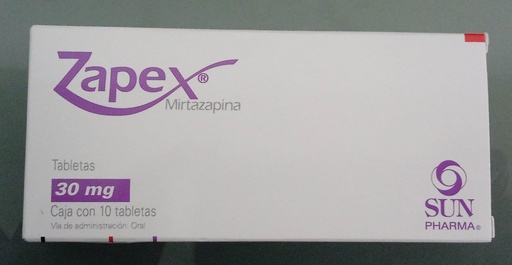 Zapex®
Mirtazapina
Tabletas
30 mg
Caja con 10 tabletas
Vía de administración: Oral
SUN
PHARMA®